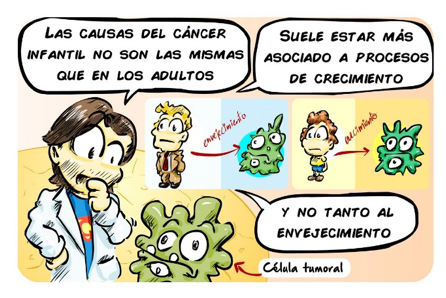 LAS CAUSAS DEL CÁNCER
INFANTIL NO SON LAS MISMAS
QUE EN LOS ADULTOS
SUELE ESTAR MÁS
ASOCIADO A PROCESOS
DE CRECIMIENTO
envejecimiento
crecimiento
Y NO TANTO AL
ENVEJECIMIENTO
Célula tumoral